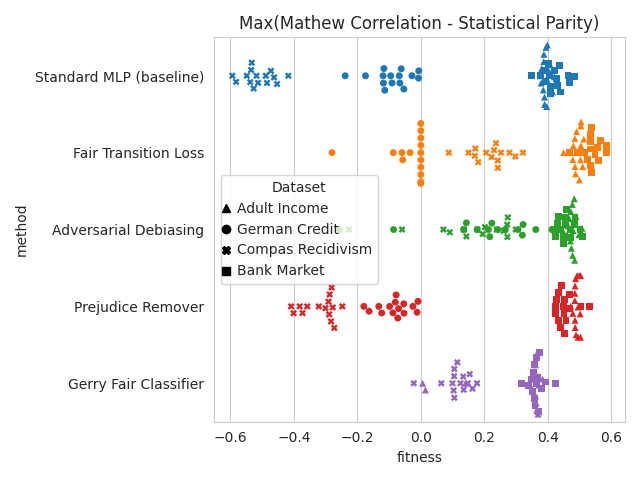 Max(Mathew Correlation - Statistical Parity)
method
Standard MLP (baseline)
Fair Transition Loss
Adversarial Debiasing
Prejudice Remover
Gerry Fair Classifier
Dataset
Adult Income
German Credit
Compas Recidivism
Bank Market
−0.6 −0.4 −0.2 0.0 0.2 0.4 0.6
fitness